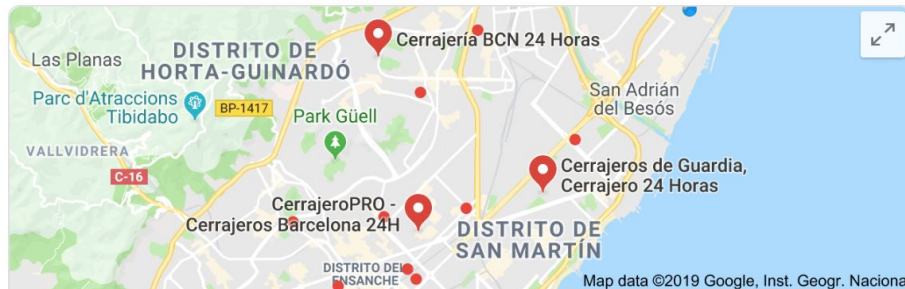 Cerrajería BCN 24 Horas
DISTRITO DE
HORTA-GUINARDÓ
Las Planas
Parc d'Atraccions
Tibidabo
BP-1417
San Adrián
del Besós
Park Güell
VALLVIDRERA
C-16
Cerrajeros de Guardia,
Cerrajero 24 Horas
CerrajeroPRO -
Cerrajeros Barcelona 24H
DISTRITO DE
SAN MARTÍN
DISTRITO DEL
ENSANCHE
Map data ©2019 Google, Inst. Geogr. Naciona